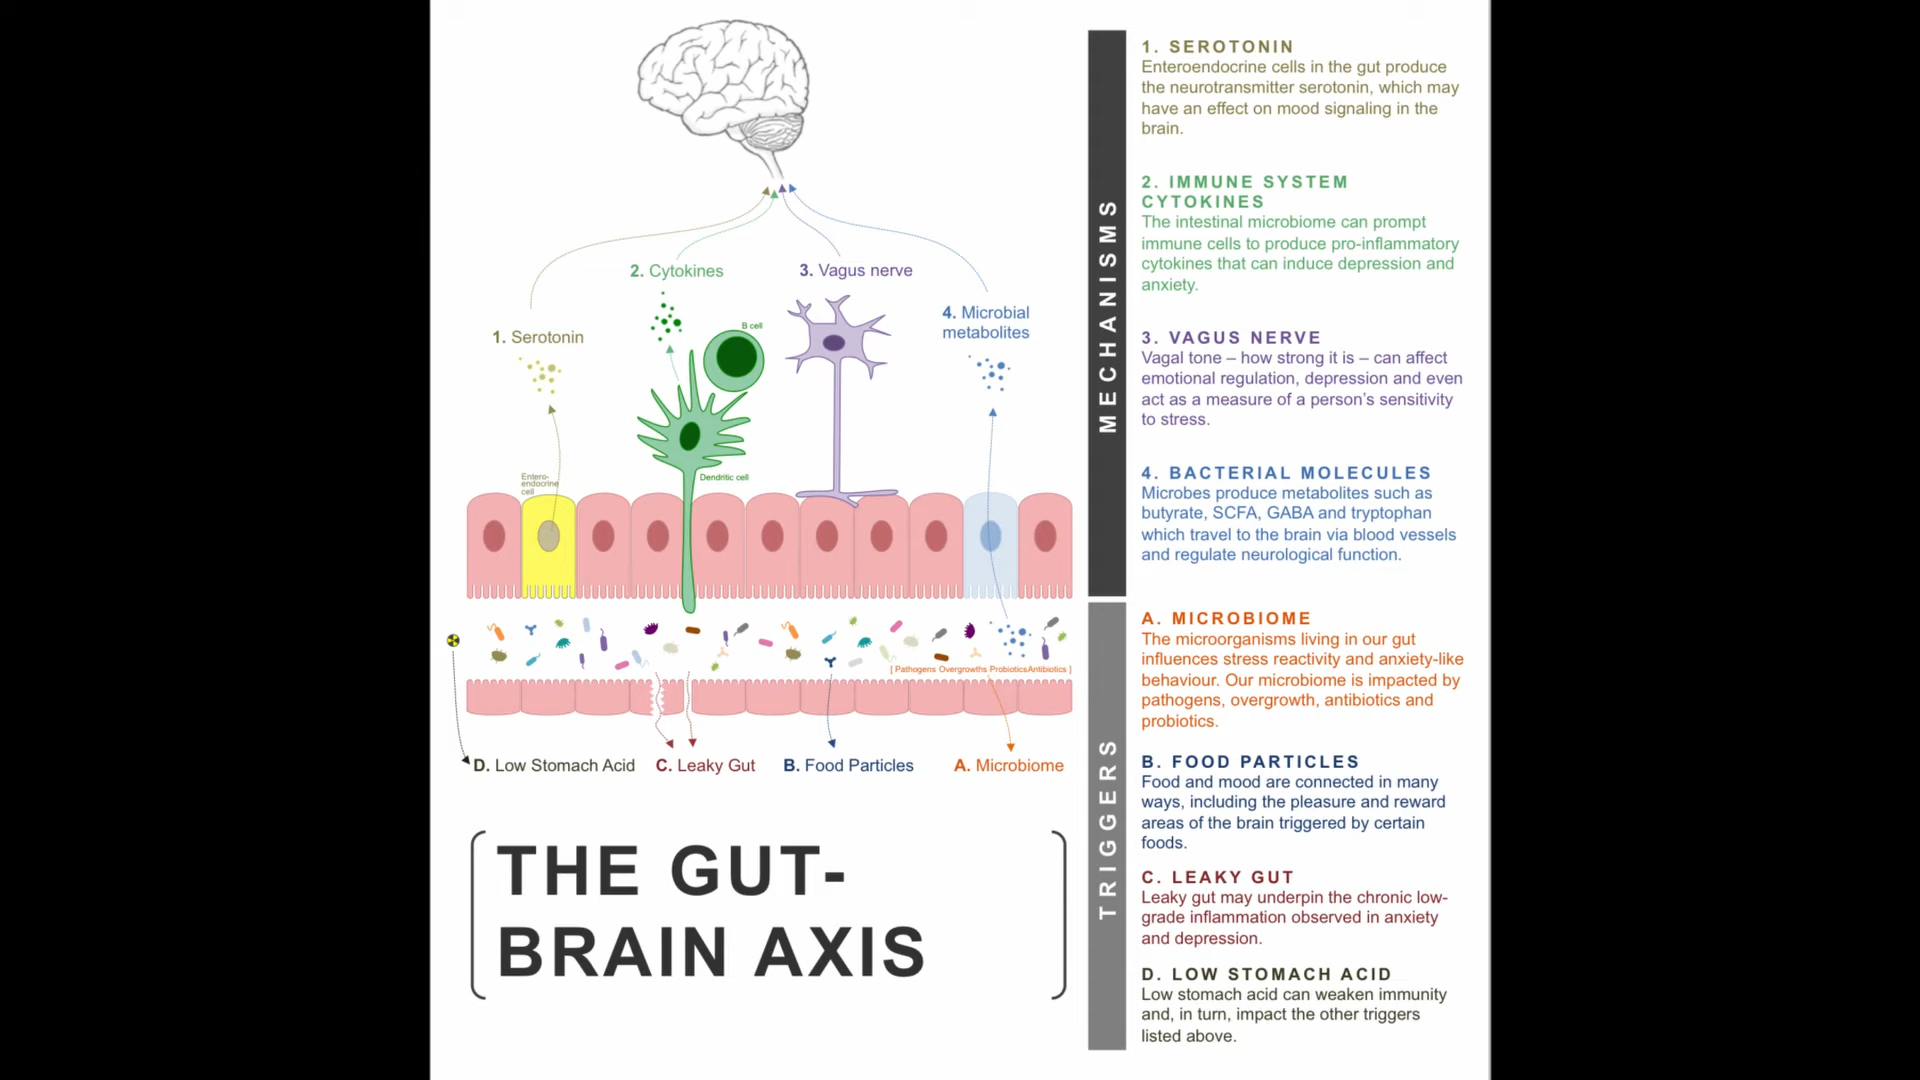 2. Cytokines
3. Vagus nerve
4. Microbial
metabolites
1. Serotonin
B cell
Entero-
endocrine
cell
Dendritic cell
[ Pathogens Overgrowths ProbioticsAntibiotics ]
D. Low Stomach Acid
C. Leaky Gut
B. Food Particles
A. Microbiome
THE GUT-
BRAIN AXIS
MECHANISMS
1. SEROTONIN
Enteroendocrine cells in the gut produce
the neurotransmitter serotonin, which may
have an effect on mood signaling in the
brain.
2. IMMUNE SYSTEM
CYTOKINES
The intestinal microbiome can prompt
immune cells to produce pro-inflammatory
cytokines that can induce depression and
anxiety.
3. VAGUS NERVE
Vagal tone – how strong it is – can affect
emotional regulation, depression and even
act as a measure of a person's sensitivity
to stress.
4. BACTERIAL MOLECULES
Microbes produce metabolites such as
butyrate, SCFA, GABA and tryptophan
which travel to the brain via blood vessels
and regulate neurological function.
TRIGGERS
A. MICROBIOME
The microorganisms living in our gut
influences stress reactivity and anxiety-like
behaviour. Our microbiome is impacted by
pathogens, overgrowth, antibiotics and
probiotics.
B. FOOD PARTICLES
Food and mood are connected in many
ways, including the pleasure and reward
areas of the brain triggered by certain
foods.
C. LEAKY GUT
Leaky gut may underpin the chronic low-
grade inflammation observed in anxiety
and depression.
D. LOW STOMACH ACID
Low stomach acid can weaken immunity
and, in turn, impact the other triggers
listed above.